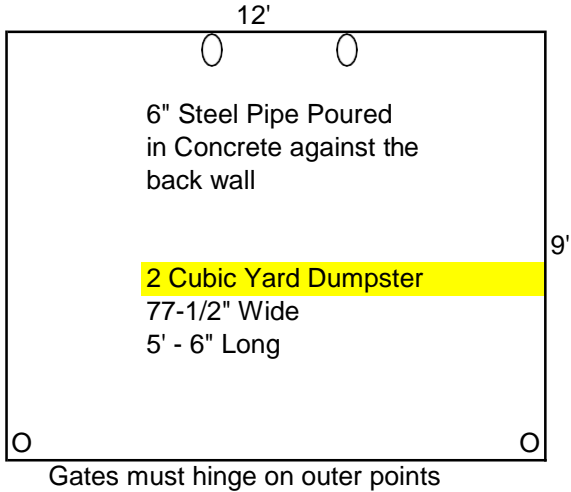 12'
6" Steel Pipe Poured
in Concrete against the
back wall
9'
2 Cubic Yard Dumpster
77-1/2" Wide
5' - 6" Long
O O
Gates must hinge on outer points